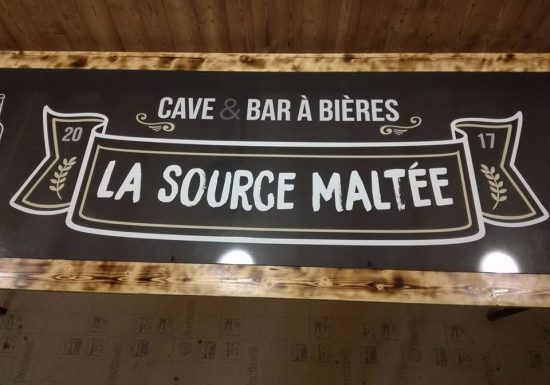 CAVE & BAR À BIÈRES
20 17
LA SOURCE MALTÉE